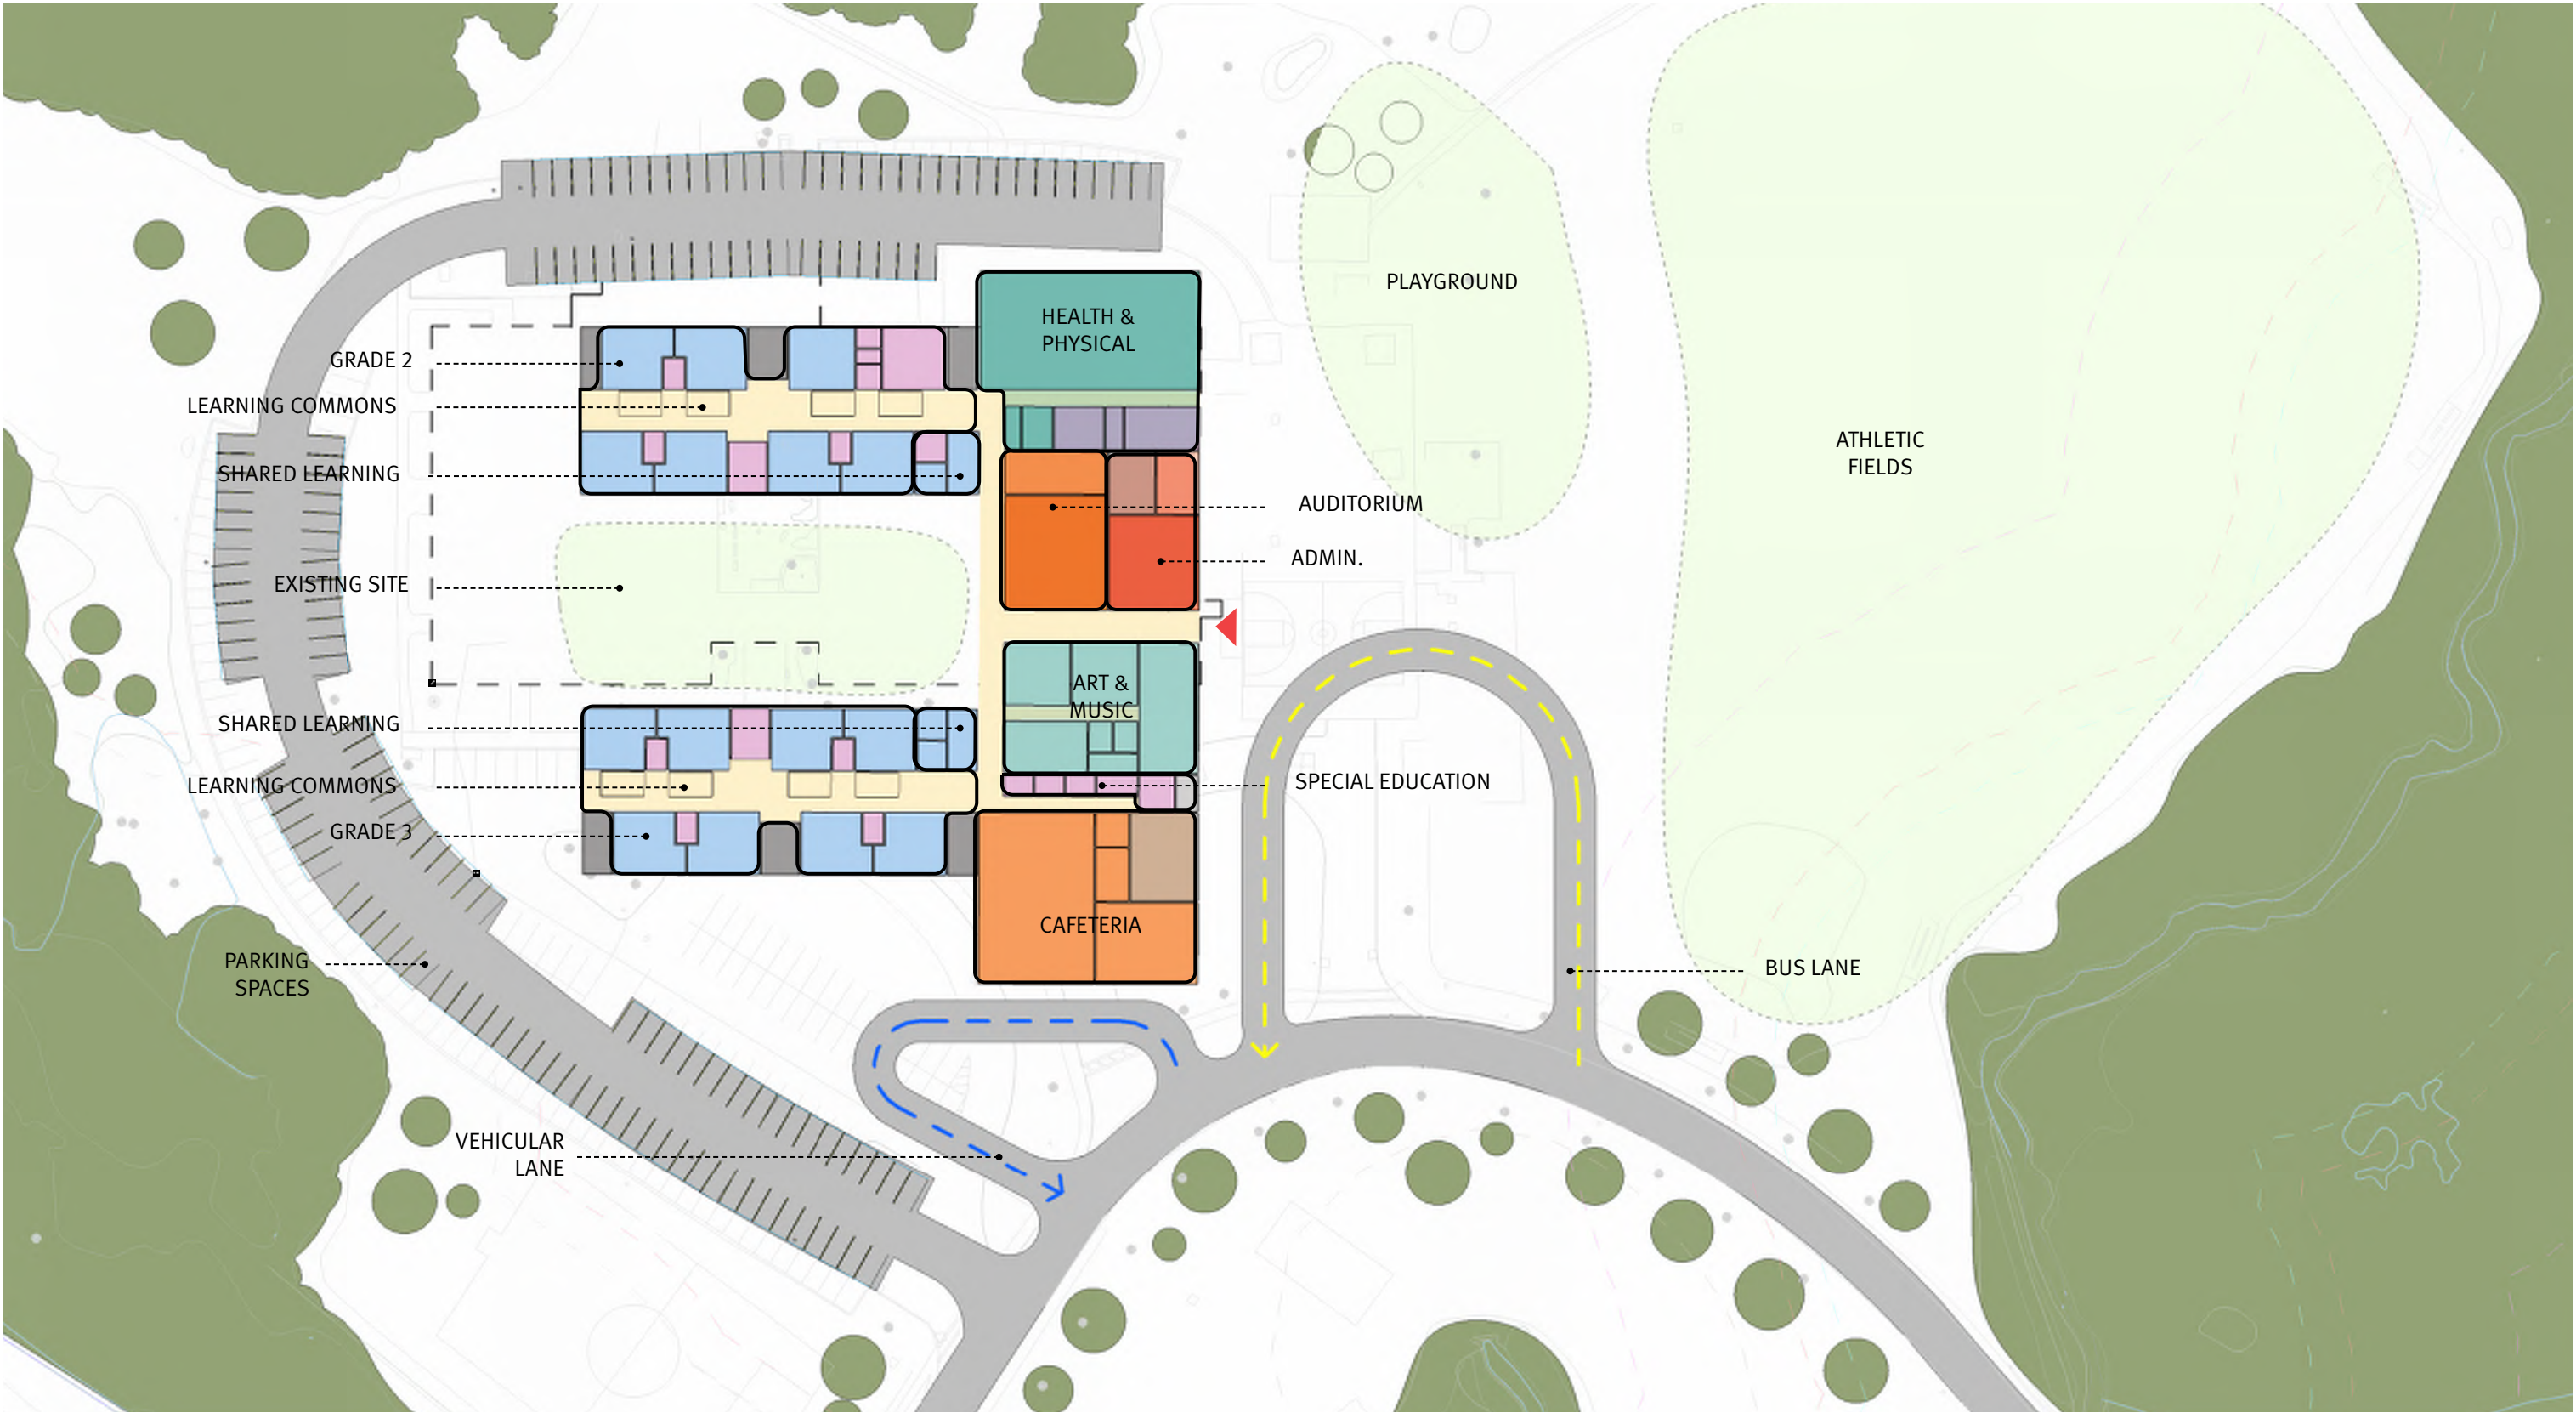 PLAYGROUND
HEALTH &
PHYSICAL
GRADE 2
LEARNING COMMONS
SHARED LEARNING
ATHLETIC
FIELDS
AUDITORIUM
ADMIN.
EXISTING SITE
ART &
MUSIC
SHARED LEARNING
LEARNING COMMONS
SPECIAL EDUCATION
GRADE 3
CAFETERIA
PARKING
SPACES
BUS LANE
VEHICULAR
LANE